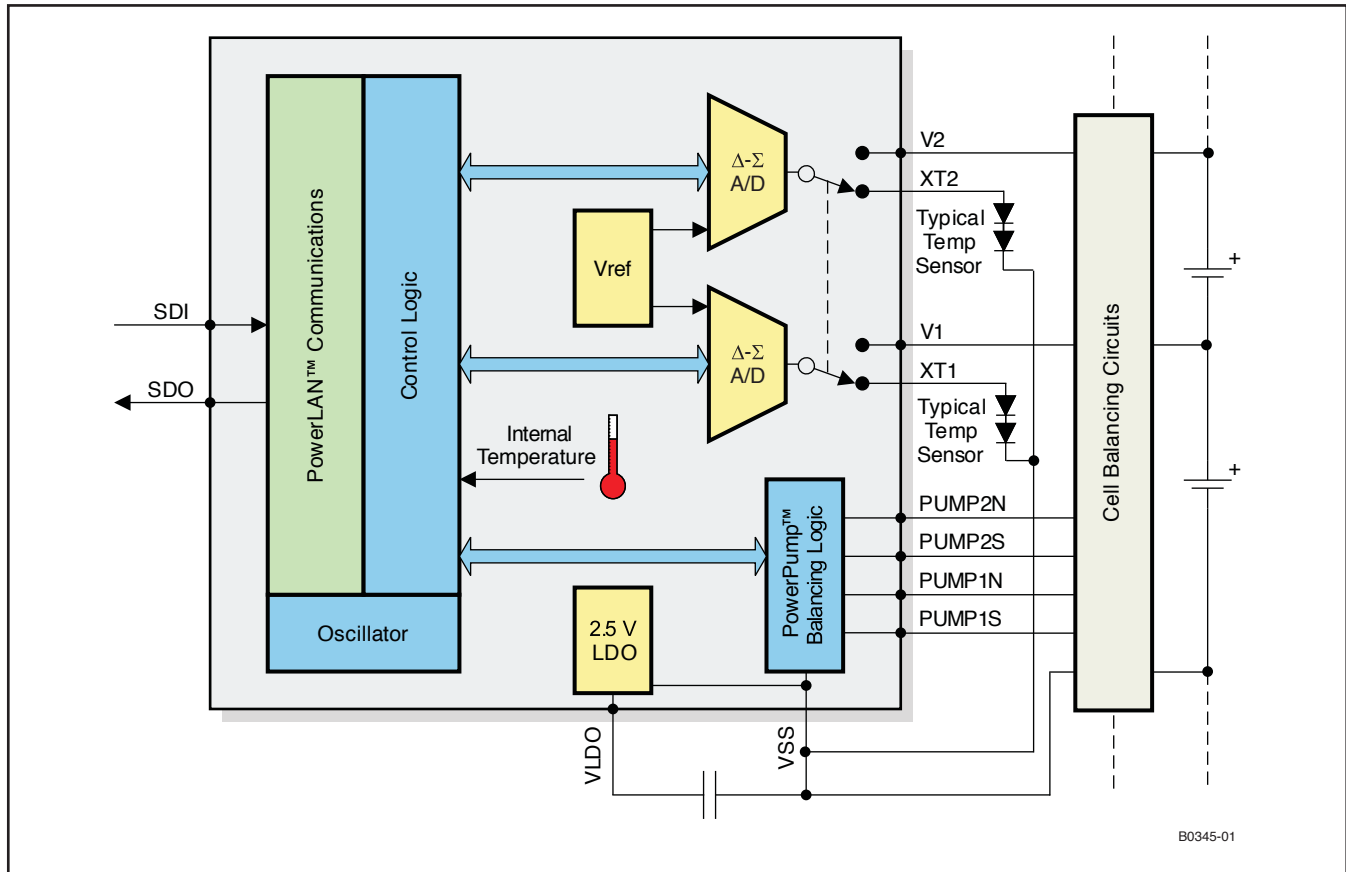 V2
Δ-Σ
A/D
XT2
Typical
Temp
Sensor
PowerLAN™ Communications
Control Logic
Vref
+
SDI
V1
Δ-Σ
A/D
XT1
SDO
Typical
Temp
Sensor
Internal
Temperature
Cell Balancing Circuits
+
PowerPump™
Balancing Logic
PUMP2N
PUMP2S
PUMP1N
PUMP1S
Oscillator
2.5 V
LDO
VLDO
VSS
B0345-01